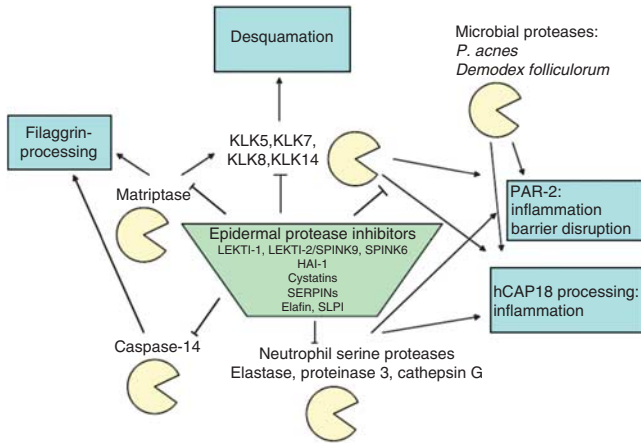 Desquamation
Microbial proteases:
P. acnes
Demodex folliculorum
Filaggrin-
processing
KLK5,KLK7,
KLK8,KLK14
Matriptase
PAR-2:
inflammation
barrier disruption
Epidermal protease inhibitors
LEKTI-1, LEKTI-2/SPINK9, SPINK6
HAI-1
Cystatins
SERPINs
Elafin, SLPI
hCAP18 processing:
inflammation
Caspase-14
Neutrophil serine proteases
Elastase, proteinase 3, cathepsin G